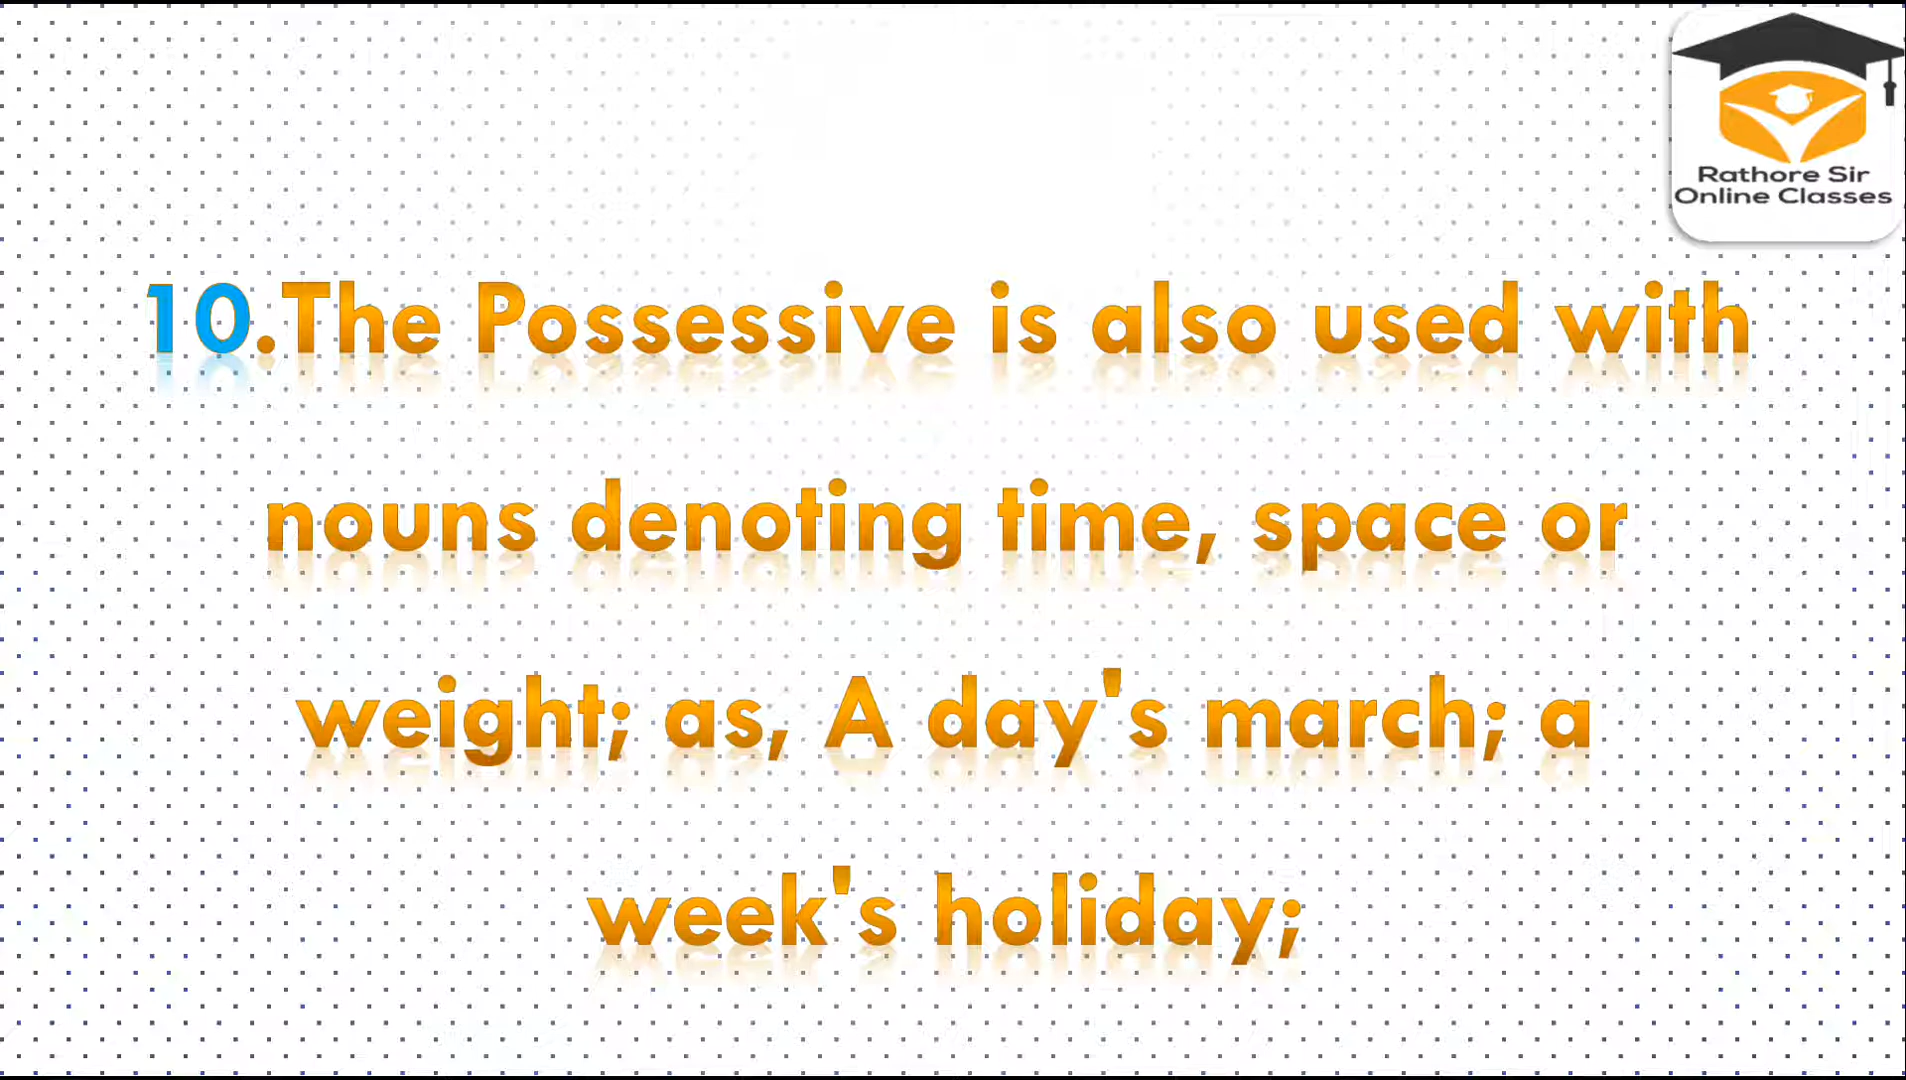 Rathore Sir
Online Classes
10.The Possessive is also used with
nouns denoting time, space or
weight; as, A day's march; a
week's holiday;